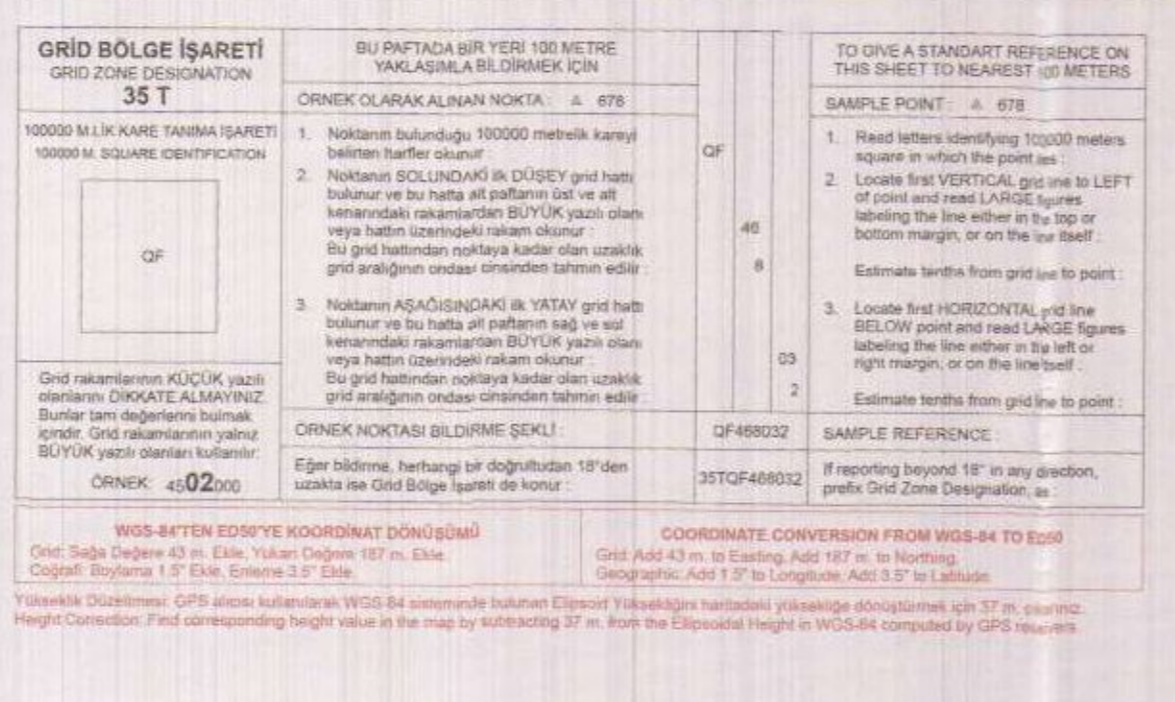 GRİD BÖLGE İŞARETİ
GRID ZONE DESIGNATION
35 T
100000 M.LİK KARE TANIMA İŞARETİ
100000 M. SQUARE IDENTIFICATION
QF
Grid rakamlarının KÜÇÜK yazılı
olanlarını DİKKATE ALMAYINIZ.
Bunlar tam değerlerini bulmak
içindir. Grid rakamlarının yalnız
BÜYÜK yazılı olanları kullanılır:
ÖRNEK: 4502000
BU PAFTADA BİR YERİ 100 METRE
YAKLAŞIMLA BİLDİRMEK İÇİN
ÖRNEK OLARAK ALINAN NOKTA : △ 678
1. Noktanın bulunduğu 100000 metrelik kareyi
belirten harfler okunur :
2. Noktanın SOLUNDAKİ ilk DÜŞEY grid hattı
bulunur ve bu hatta ait paftanın üst ve alt
kenarındaki rakamlardan BÜYÜK yazılı olanı
veya hattın üzerindeki rakam okunur :
Bu grid hattından noktaya kadar olan uzaklık
grid aralığının ondası cinsinden tahmin edilir :
3. Noktanın AŞAĞISINDAKİ ilk YATAY grid hattı
bulunur ve bu hatta ait paftanın sağ ve sol
kenarındaki rakamlardan BÜYÜK yazılı olanı
veya hattın üzerindeki rakam okunur :
Bu grid hattından noktaya kadar olan uzaklık
grid aralığının ondası cinsinden tahmin edilir :
ÖRNEK NOKTASI BİLDİRME ŞEKLİ :
Eğer bildirme, herhangi bir doğrultudan 18°den
uzakta ise Grid Bölge İşareti de konur :
QF
46
8
03
2
QF468032
35TQF468032
TO GIVE A STANDART REFERENCE ON
THIS SHEET TO NEAREST 100 METERS
SAMPLE POINT : △ 678
1. Read letters identifying 100000 meters
square in which the point lies :
2. Locate first VERTICAL grid line to LEFT
of point and read LARGE figures
labeling the line either in the top or
bottom margin, or on the line itself :
Estimate tenths from grid line to point :
3. Locate first HORIZONTAL grid line
BELOW point and read LARGE figures
labeling the line either in the left or
right margin, or on the line itself :
Estimate tenths from grid line to point :
SAMPLE REFERENCE :
If reporting beyond 18° in any direction,
prefix Grid Zone Designation, as :
WGS-84'TEN ED50'YE KOORDİNAT DÖNÜŞÜMÜ
Grid: Sağa Değere 43 m. Ekle, Yukarı Değere 187 m. Ekle.
Coğrafi: Boylama 1.5" Ekle, Enleme 3.5" Ekle.
COORDINATE CONVERSION FROM WGS-84 TO ED50
Grid: Add 43 m. to Easting, Add 187 m. to Northing.
Geographic: Add 1.5" to Longitude, Add 3.5" to Latitude.
Yükseklik Düzeltmesi: GPS alıcısı kullanılarak WGS-84 sisteminde bulunan Elipsoit Yüksekliğini haritadaki yüksekliğe dönüştürmek için 37 m. çıkarınız.
Height Correction: Find corresponding height value in the map by subtracting 37 m. from the Ellipsoidal Height in WGS-84 computed by GPS receivers.